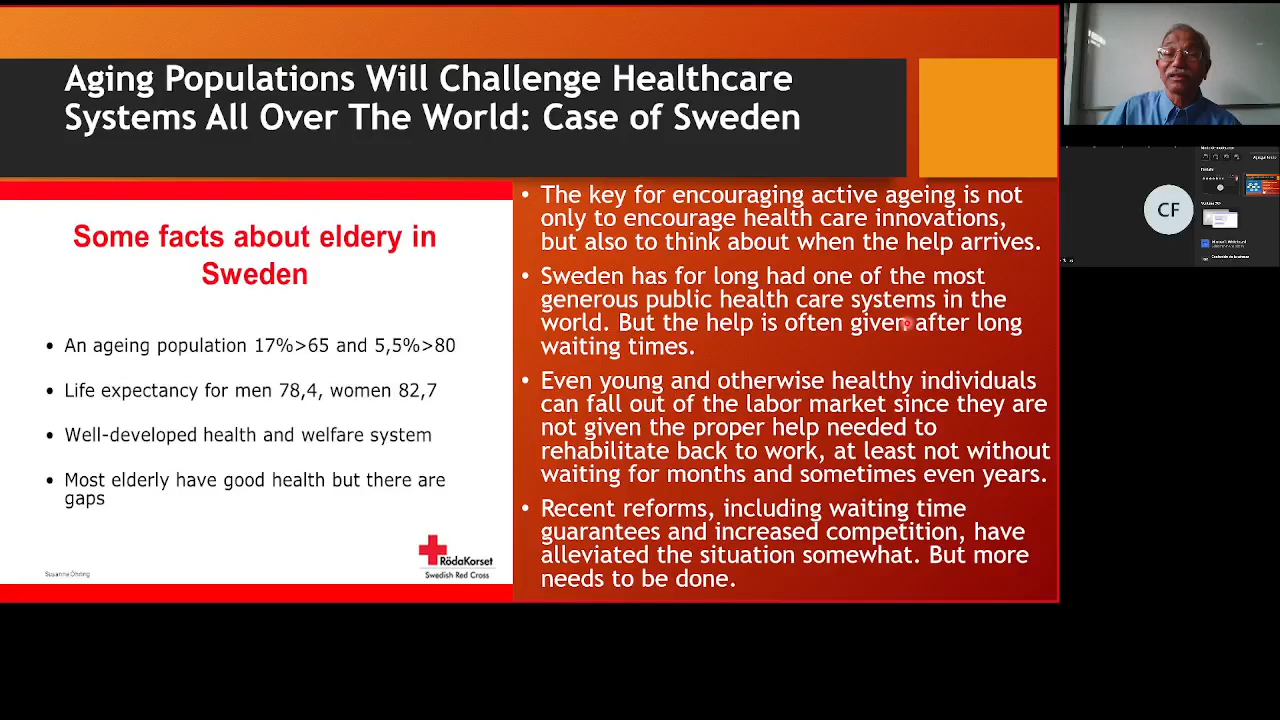 Aging Populations Will Challenge Healthcare
Systems All Over The World: Case of Sweden
Some facts about eldery in
Sweden
• An ageing population 17%>65 and 5,5%>80
• Life expectancy for men 78,4, women 82,7
• Well-developed health and welfare system
• Most elderly have good health but there are
gaps
Susanne Öhrling
RödaKorset
Swedish Red Cross
• The key for encouraging active ageing is not
only to encourage health care innovations,
but also to think about when the help arrives.
• Sweden has for long had one of the most
generous public health care systems in the
world. But the help is often given after long
waiting times.
• Even young and otherwise healthy individuals
can fall out of the labor market since they are
not given the proper help needed to
rehabilitate back to work, at least not without
waiting for months and sometimes even years.
• Recent reforms, including waiting time
guarantees and increased competition, have
alleviated the situation somewhat. But more
needs to be done.
CF